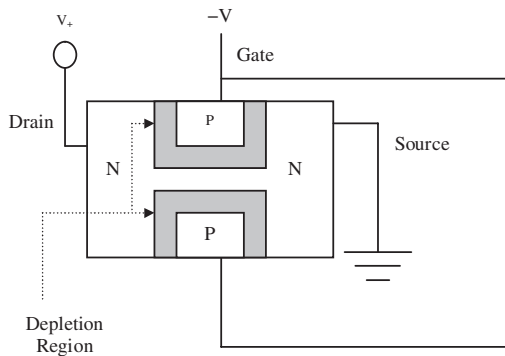 V+
−V
Gate
Drain
P
Source
N
N
P
Depletion
Region